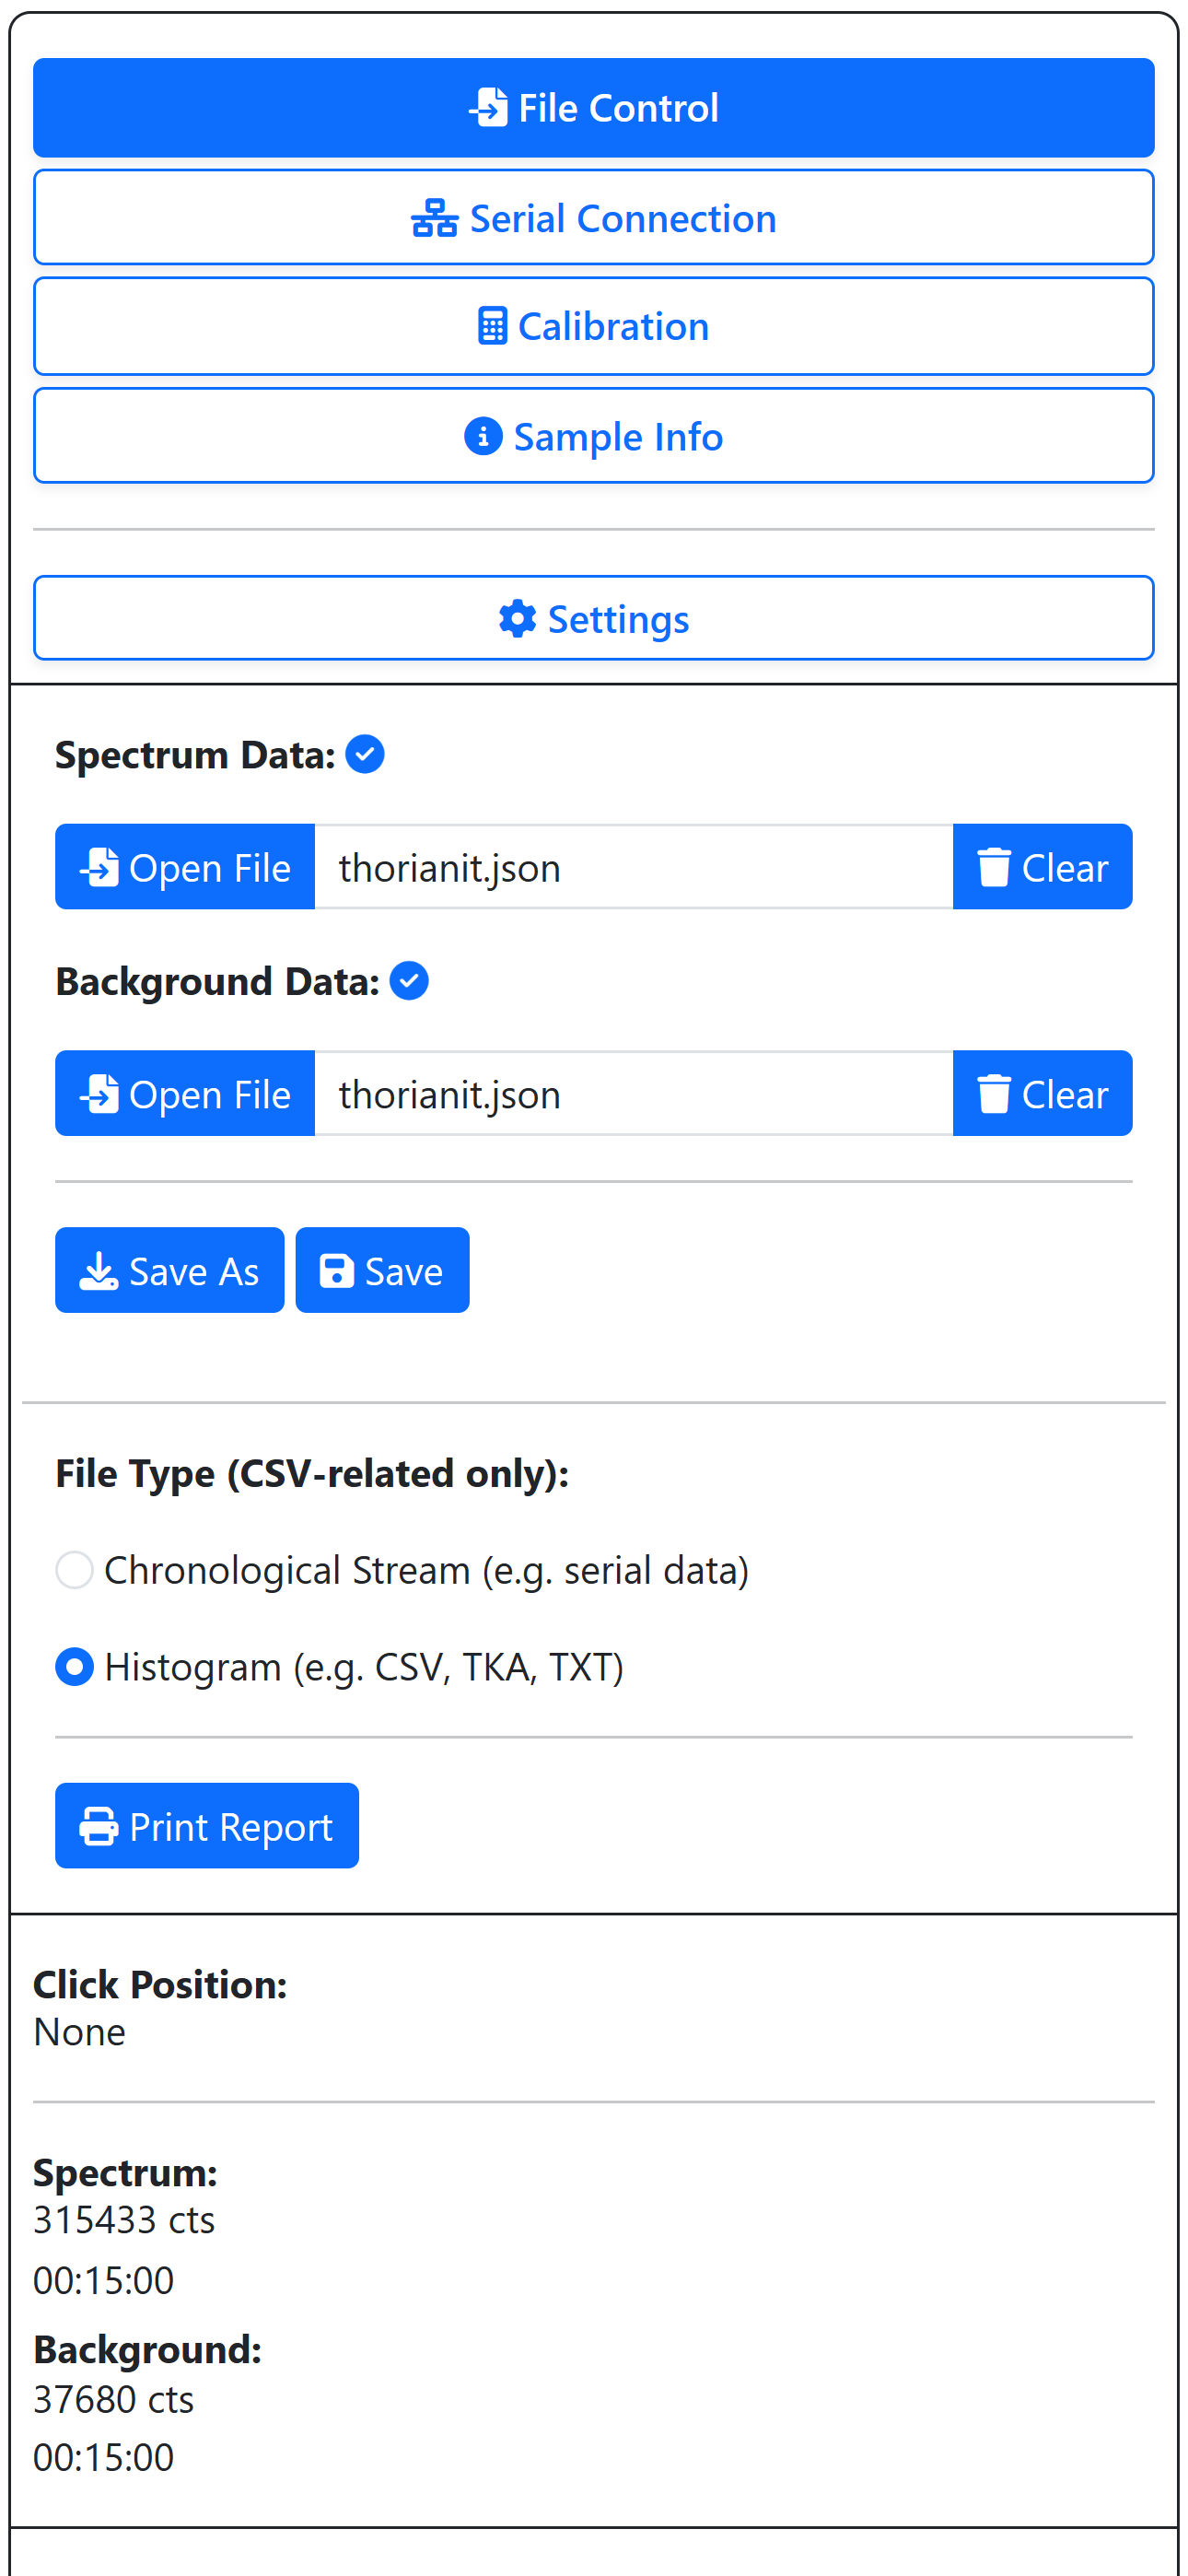 File Control
Serial Connection
Calibration
Sample Info
Settings
Spectrum Data:
Open File thorianit.json Clear
Background Data:
Open File thorianit.json Clear
Save As Save
File Type (CSV-related only):
Chronological Stream (e.g. serial data)
Histogram (e.g. CSV, TKA, TXT)
Print Report
Click Position:
None
Spectrum:
315433 cts
00:15:00
Background:
37680 cts
00:15:00